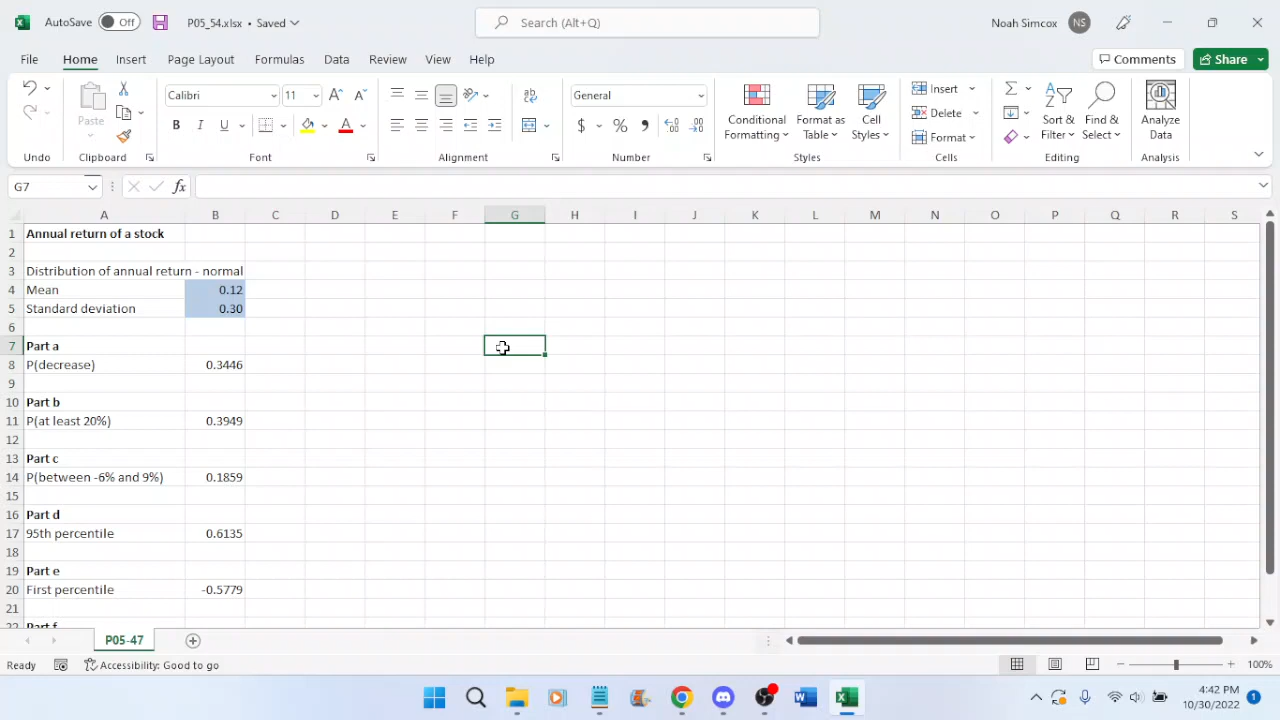 AutoSave Off P05_54.xlsx • Saved Search (Alt+Q) Noah Simcox NS
File Home Insert Page Layout Formulas Data Review View Help Comments Share
Calibri 11 General Insert
Paste B I U $ % Conditional Formatting Format as Table Cell Styles Delete Format Sort & Filter Find & Select Analyze Data
Undo Clipboard Font Alignment Number Styles Cells Editing Analysis
G7 fx
A B C D E F G H I J K L M N O P Q R S
1 Annual return of a stock
2
3 Distribution of annual return - normal
4 Mean 0.12
5 Standard deviation 0.30
6
7 Part a
8 P(decrease) 0.3446
9
10 Part b
11 P(at least 20%) 0.3949
12
13 Part c
14 P(between -6% and 9%) 0.1859
15
16 Part d
17 95th percentile 0.6135
18
19 Part e
20 First percentile -0.5779
21
22 Part f
P05-47
Ready Accessibility: Good to go 100%
4:42 PM
10/30/2022 1